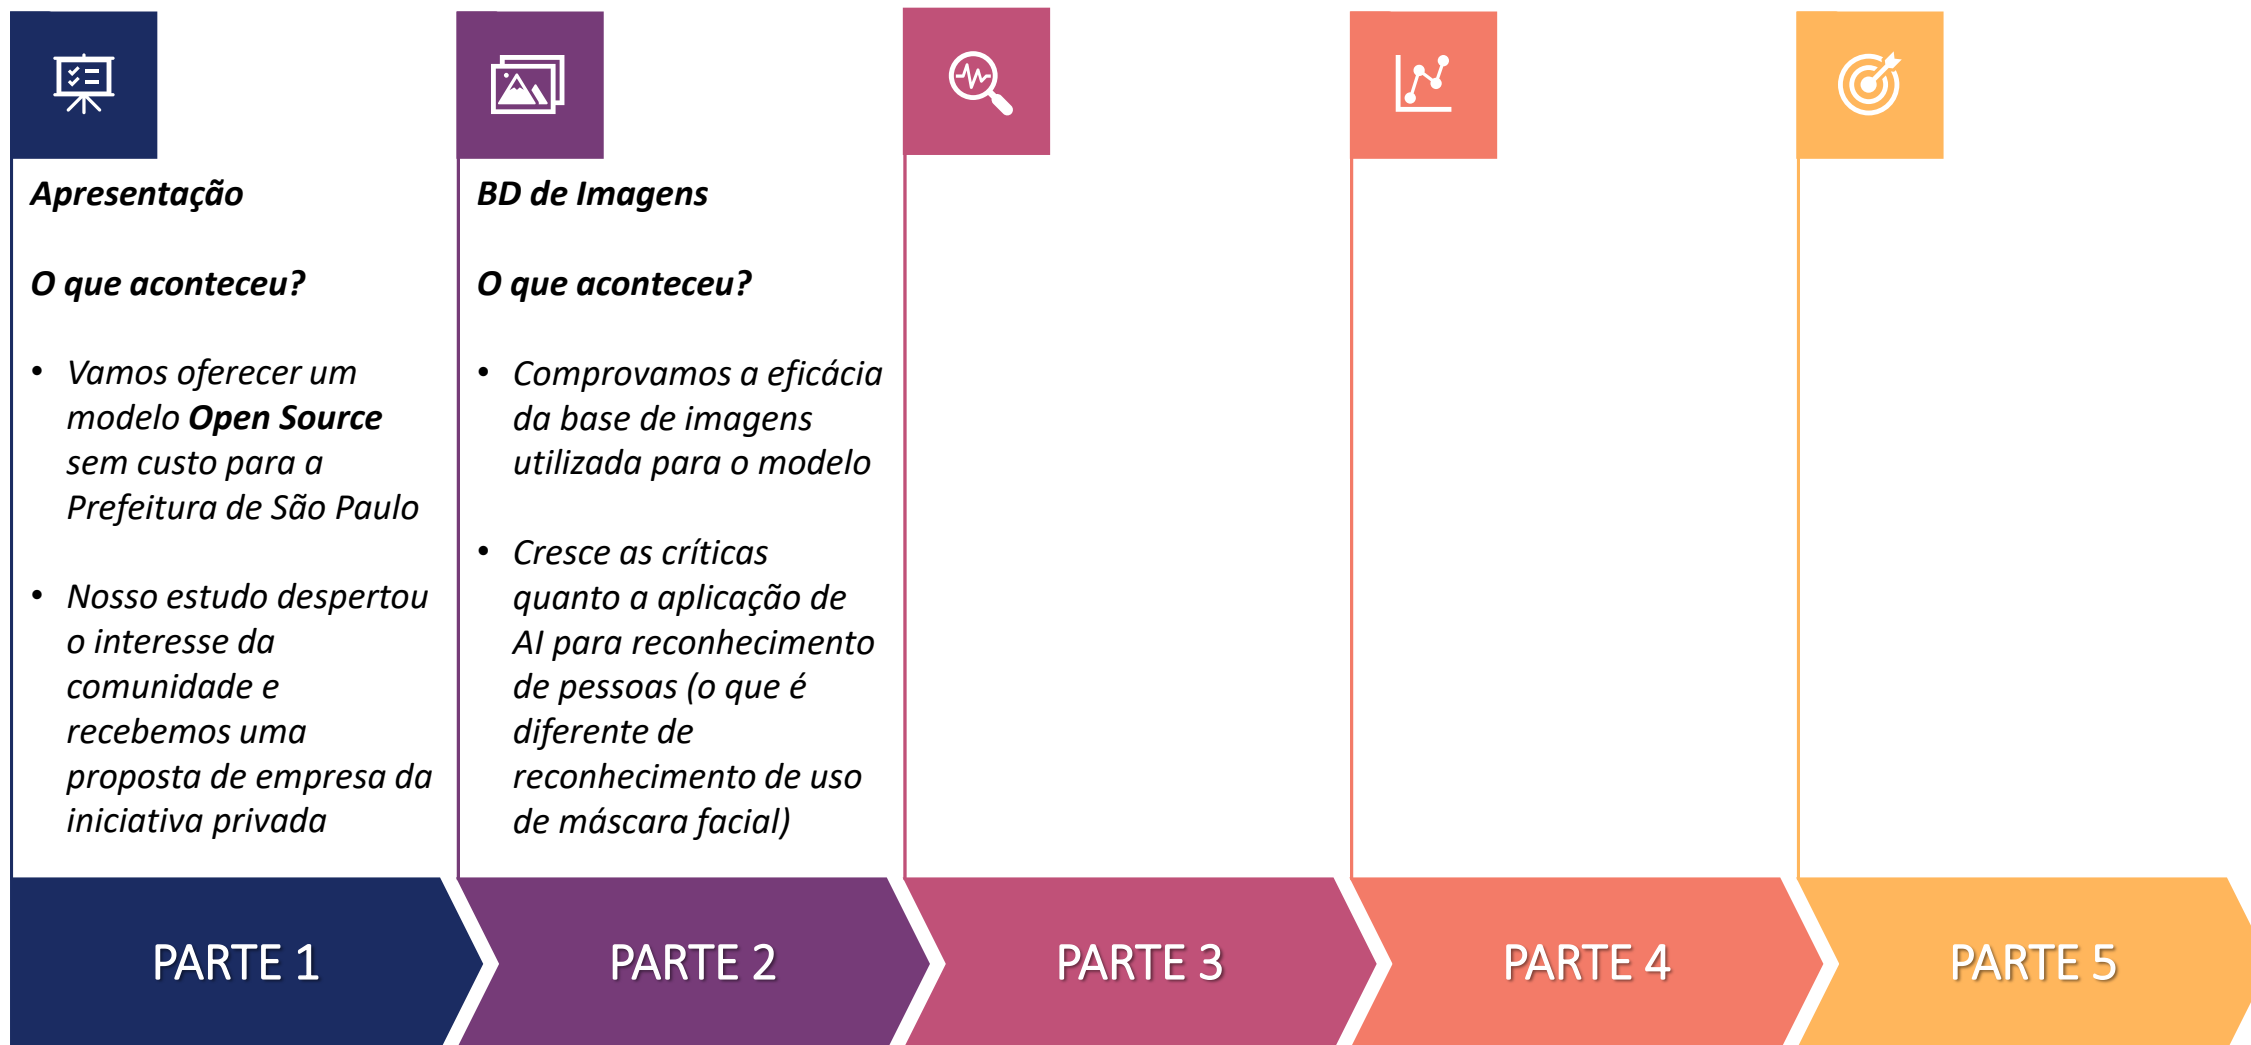 Apresentação
O que aconteceu?
• Vamos oferecer um
modelo Open Source
sem custo para a
Prefeitura de São Paulo
• Nosso estudo despertou
o interesse da
comunidade e
recebemos uma
proposta de empresa da
iniciativa privada
BD de Imagens
O que aconteceu?
• Comprovamos a eficácia
da base de imagens
utilizada para o modelo
• Cresce as críticas
quanto a aplicação de
AI para reconhecimento
de pessoas (o que é
diferente de
reconhecimento de uso
de máscara facial)
PARTE 1
PARTE 2
PARTE 3
PARTE 4
PARTE 5